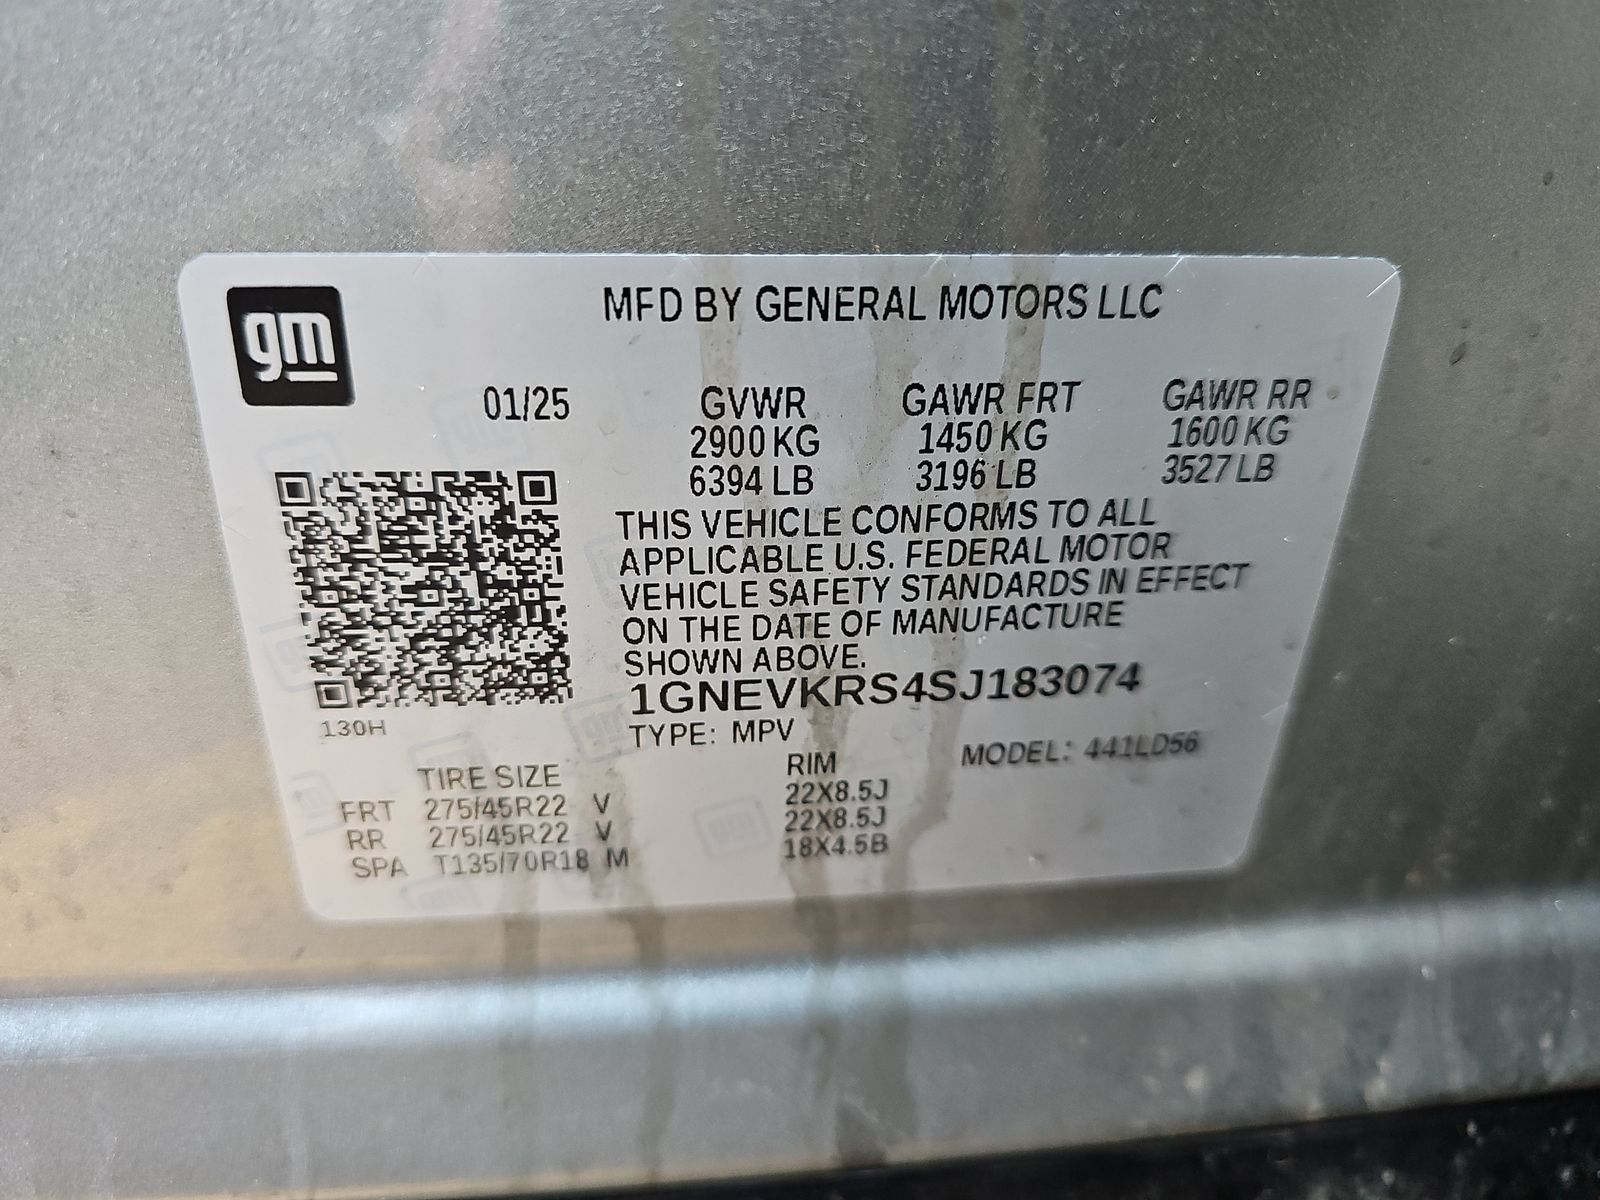 gm
MFD BY GENERAL MOTORS LLC
01/25
GVWR GAWR FRT GAWR RR
2900 KG 1450 KG 1600 KG
6394 LB 3196 LB 3527 LB
THIS VEHICLE CONFORMS TO ALL
APPLICABLE U.S. FEDERAL MOTOR
VEHICLE SAFETY STANDARDS IN EFFECT
ON THE DATE OF MANUFACTURE
SHOWN ABOVE.
1GNEVKRS4SJ183074
130H
TYPE: MPV MODEL: 441LD56
TIRE SIZE RIM
FRT 275/45R22 V 22X8.5J
RR 275/45R22 V 22X8.5J
SPA T135/70R18 M 18X4.5B